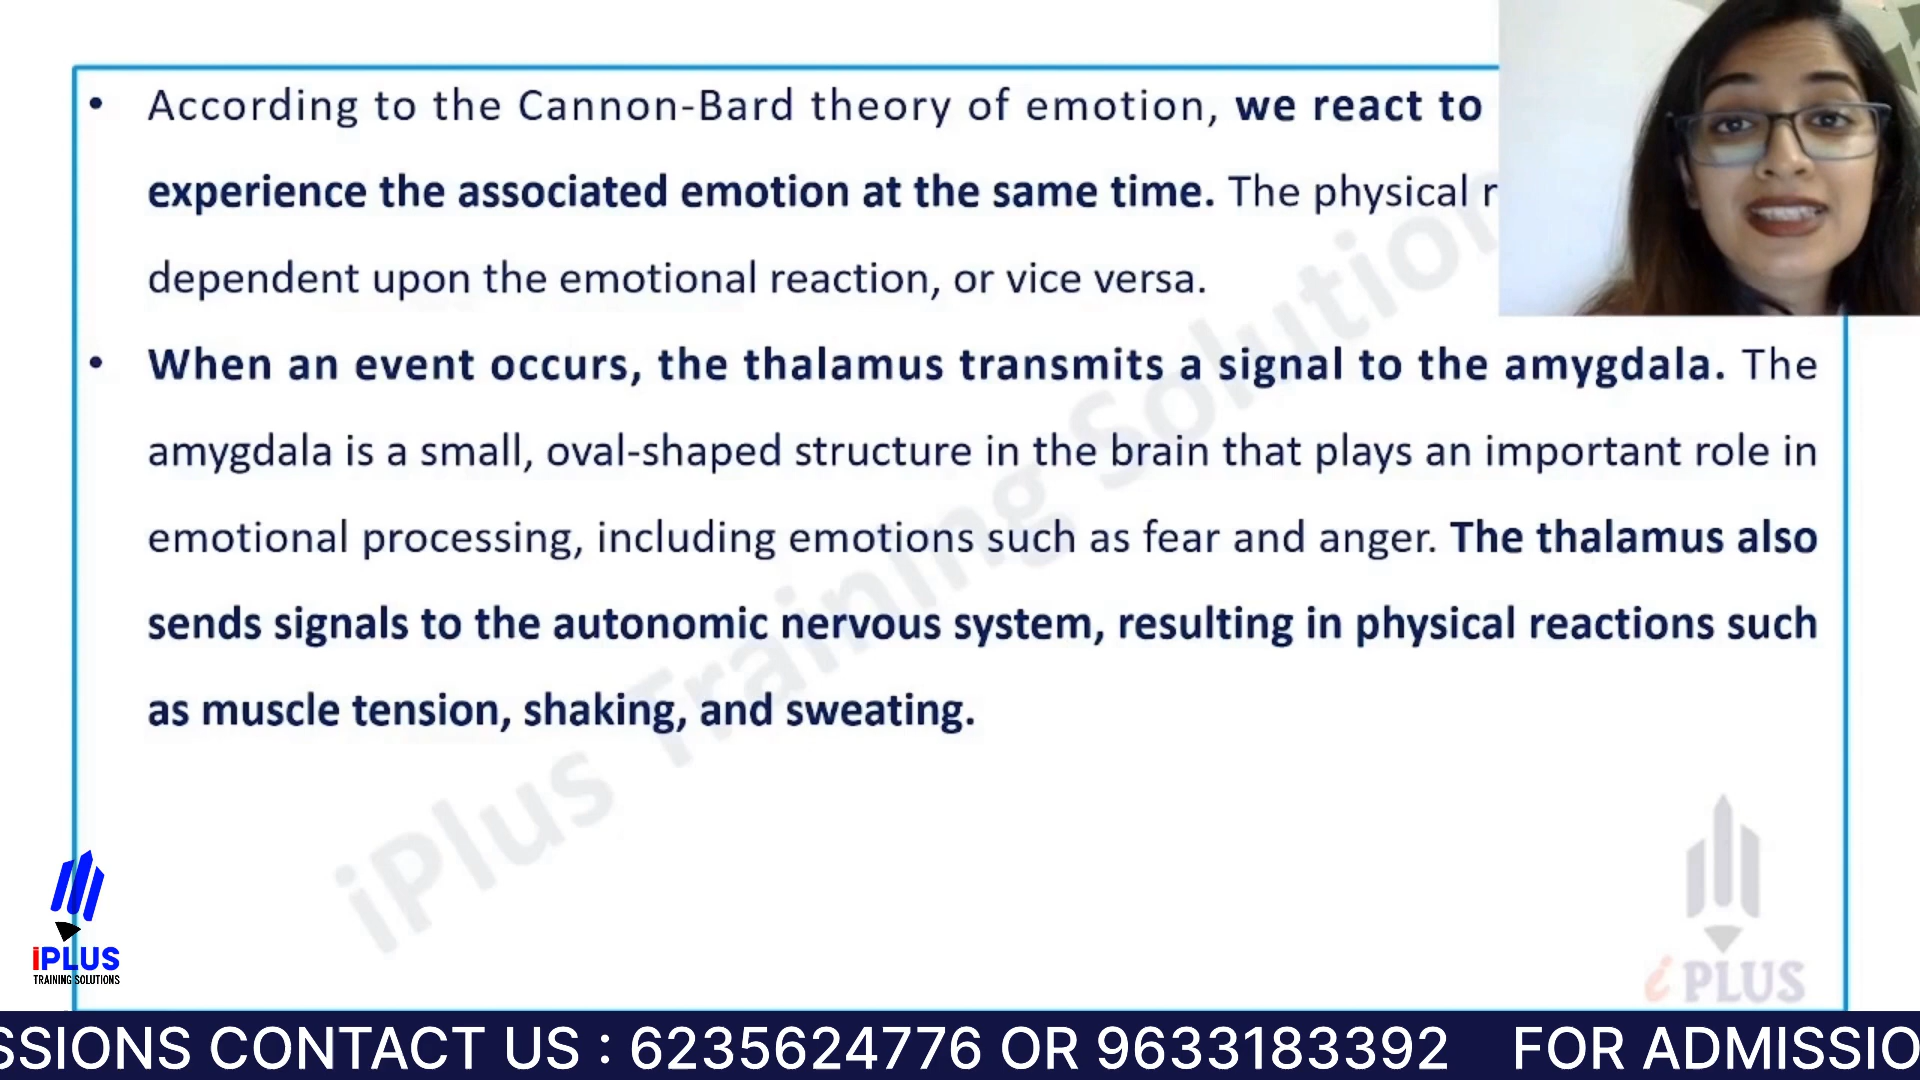 • According to the Cannon-Bard theory of emotion, we react to
experience the associated emotion at the same time. The physical r
dependent upon the emotional reaction, or vice versa.
• When an event occurs, the thalamus transmits a signal to the amygdala. The
amygdala is a small, oval-shaped structure in the brain that plays an important role in
emotional processing, including emotions such as fear and anger. The thalamus also
sends signals to the autonomic nervous system, resulting in physical reactions such
as muscle tension, shaking, and sweating.
iPlus Training Solution
iPLUS
TRAINING SOLUTIONS
i PLUS
SSIONS CONTACT US : 6235624776 OR 9633183392 FOR ADMISSIO